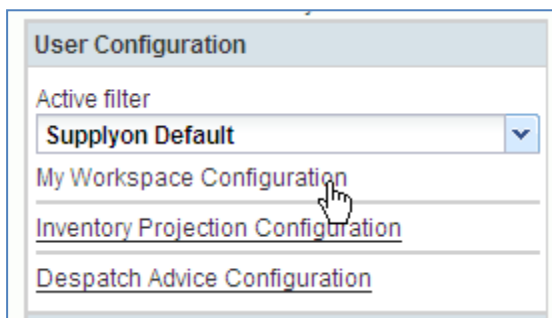 User Configuration
Active filter
Supplyon Default
My Workspace Configuration
Inventory Projection Configuration
Despatch Advice Configuration